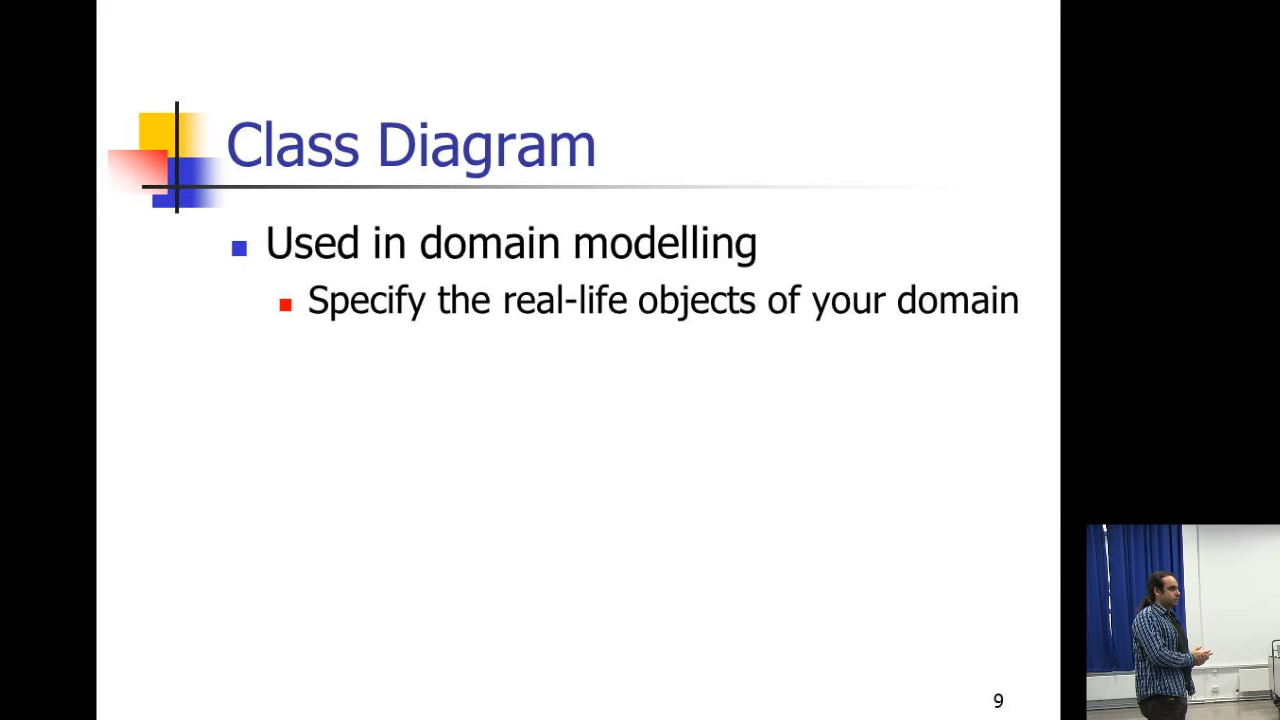 Class Diagram
Used in domain modelling
Specify the real-life objects of your domain
9